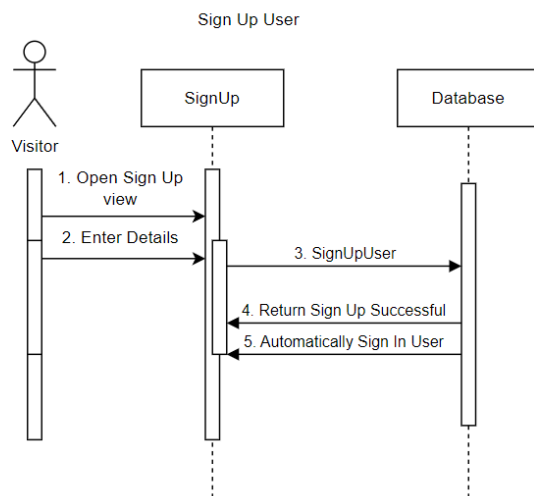 Sign Up User
SignUp
Database
Visitor
1. Open Sign Up
view
2. Enter Details
3. SignUpUser
4. Return Sign Up Successful
5. Automatically Sign In User